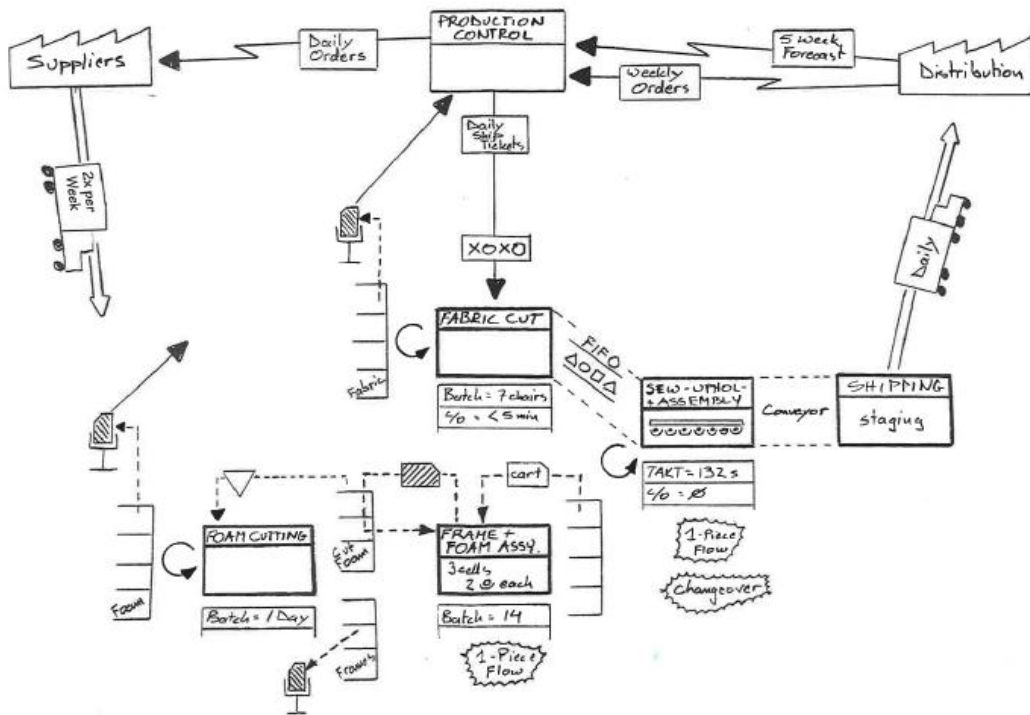 PRODUCTION
CONTROL
Suppliers
Daily
Orders
5 Week
Forecast
Weekly
Orders
Distribution
Daily
Ship
Tickets
2x per
Week
XOXO
Daily
FABRIC CUT
Fabric
Batch = 7 chairs
C/O = <5 min
FIFO
SEW-UPHOL-
+ASSEMBLY
Conveyor
SHIPPING
staging
TAKT = 132s
C/O = Ø
1-Piece
Flow
Changeover
cart
FOAM CUTTING
Foam
Batch = 1 Day
Cut
Foam
FRAME +
FOAM ASSY.
3 cells
2 each
Batch = 14
1-Piece
Flow
Frames